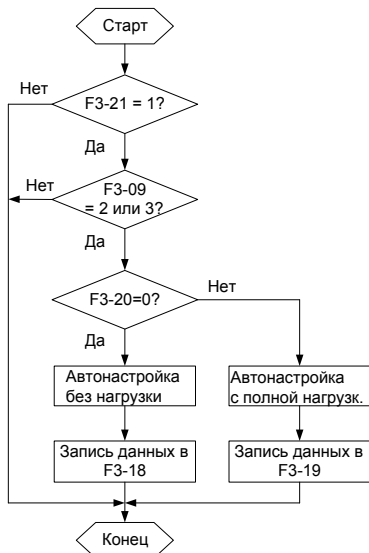 Старт
Нет
F3-21 = 1?
Да
Нет
F3-09
= 2 или 3?
Да
F3-20=0?
Нет
Да
Автонастройка
без нагрузки
Автонастройка
с полной нагрузк.
Запись данных в
F3-18
Запись данных в
F3-19
Конец